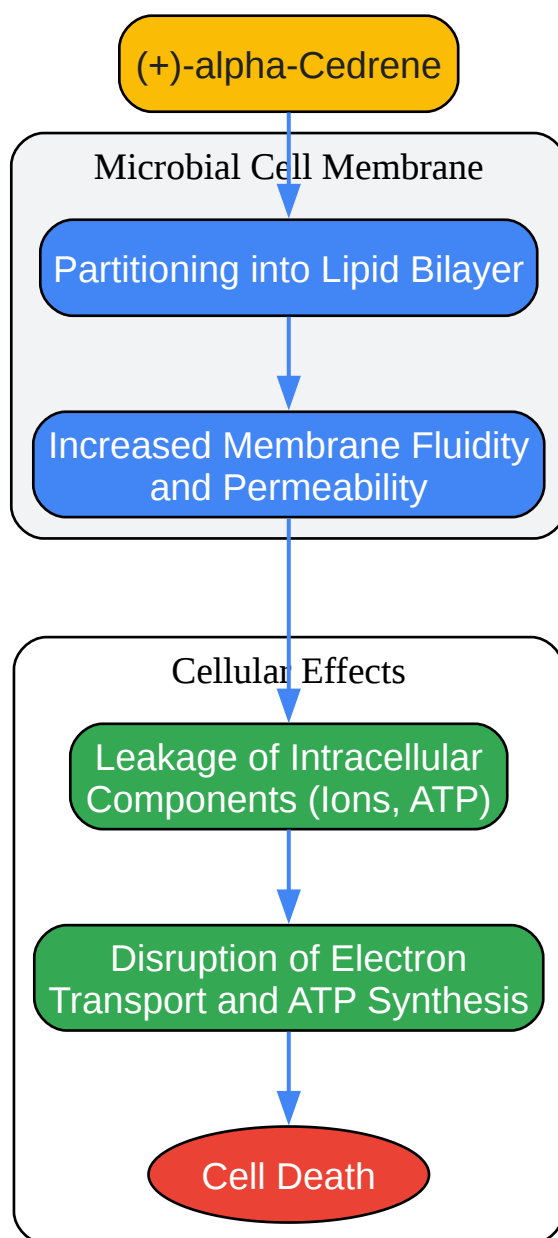 (+)-alpha-Cedrene
Microbial Cell Membrane
Partitioning into Lipid Bilayer
Increased Membrane Fluidity
and Permeability
Cellular Effects
Leakage of Intracellular
Components (Ions, ATP)
Disruption of Electron
Transport and ATP Synthesis
Cell Death